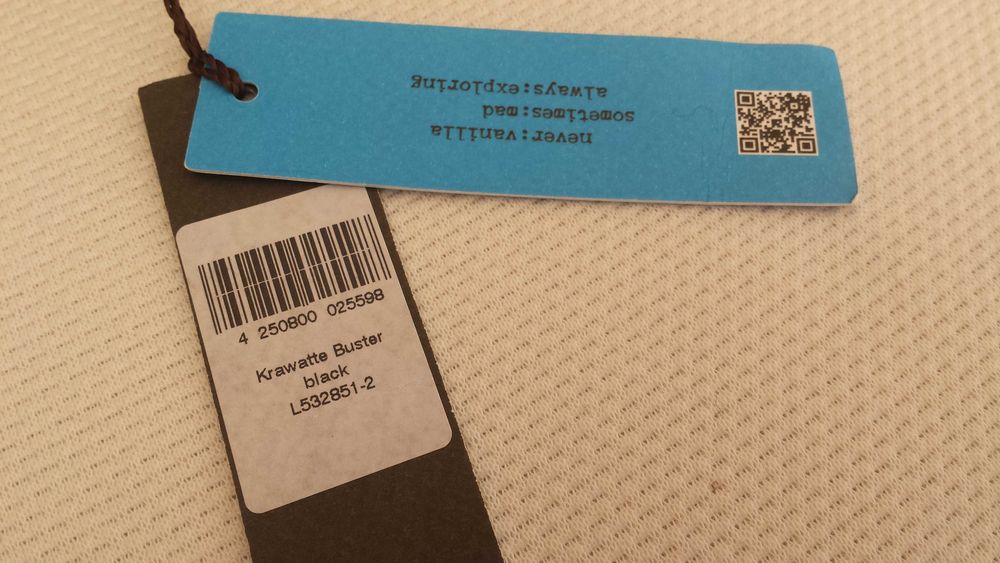 always:exploring
sometimes:mad
never:vanilla
4 250800 025598
Krawatte Buster
black
L532851-2